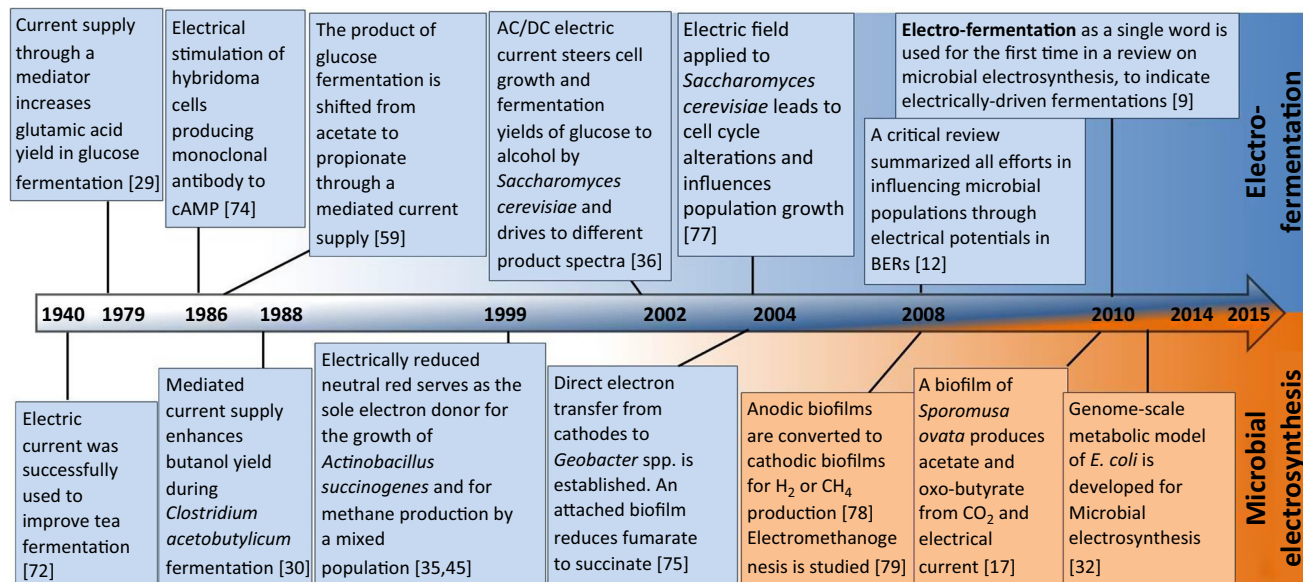 Current supply
through a
mediator
increases
glutamic acid
yield in glucose
fermentation [29]
Electrical
stimulation of
hybridoma
cells
producing
monoclonal
antibody to
cAMP [74]
The product of
glucose
fermentation is
shifted from
acetate to
propionate
through a
mediated current
supply [59]
AC/DC electric
current steers cell
growth and
fermentation
yields of glucose to
alcohol by
Saccharomyces
cerevisiae and
drives to different
product spectra [36]
Electric field
applied to
Saccharomyces
cerevisiae leads to
cell cycle
alterations and
influences
population growth
[77]
Electro-fermentation as a single word is
used for the first time in a review on
microbial electrosynthesis, to indicate
electrically-driven fermentations [9]
A critical review
summarized all efforts in
influencing microbial
populations through
electrical potentials in
BERs [12]
Electro-
fermentation
1940 1979 1986 1988 1999 2002 2004 2008 2010 2014 2015
Electric
current was
successfully
used to
improve tea
fermentation
[72]
Mediated
current supply
enhances
butanol yield
during
Clostridium
acetobutylicum
fermentation [30]
Electrically reduced
neutral red serves as the
sole electron donor for
the growth of
Actinobacillus
succinogenes and for
methane production by
a mixed
population [35,45]
Direct electron
transfer from
cathodes to
Geobacter spp. is
established. An
attached biofilm
reduces fumarate
to succinate [75]
Anodic biofilms
are converted to
cathodic biofilms
for H2 or CH4
production [78]
Electromethanoge
nesis is studied [79]
A biofilm of
Sporomusa
ovata produces
acetate and
oxo-butyrate
from CO2 and
electrical
current [17]
Genome-scale
metabolic model
of E. coli is
developed for
Microbial
electrosynthesis
[32]
Microbial
electrosynthesis